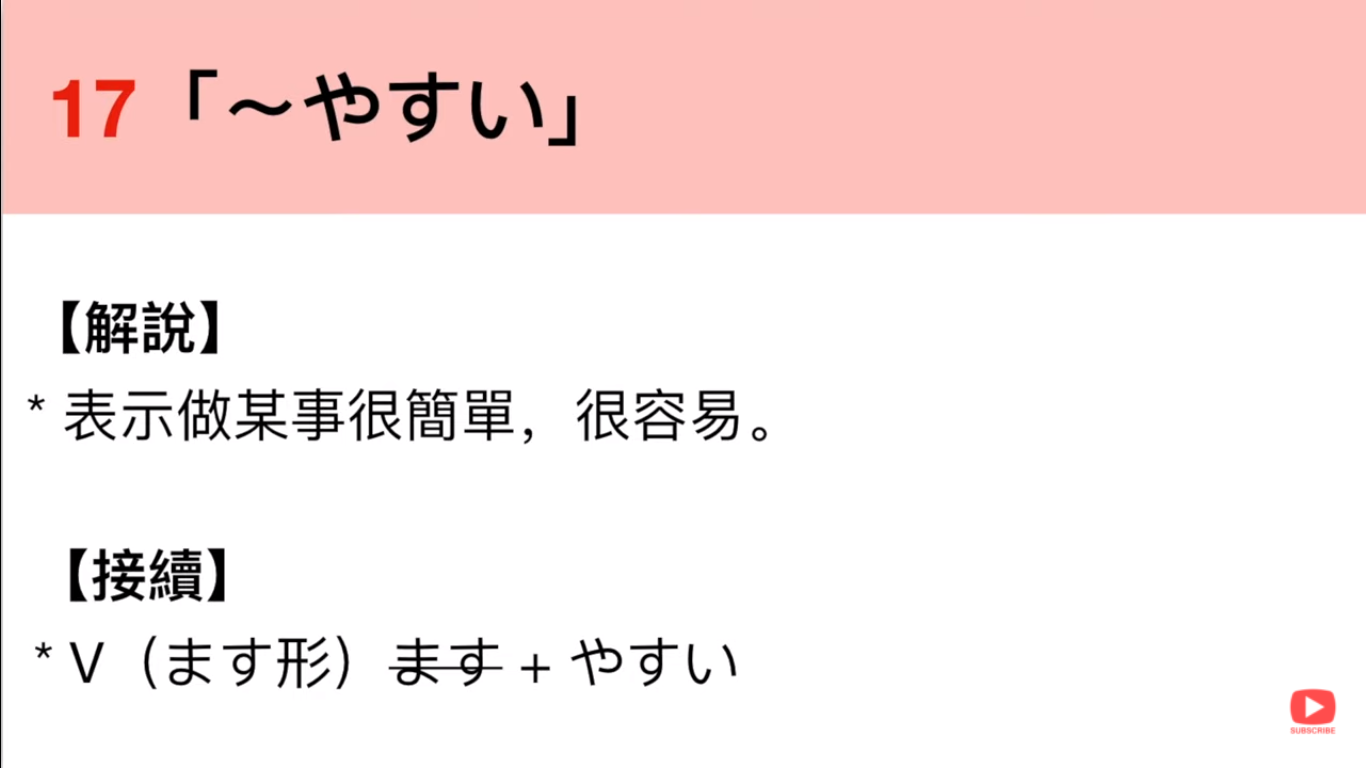 17「～やすい」
【解說】
* 表示做某事很簡單，很容易。
【接續】
* V（ます形）ます + やすい
SUBSCRIBE